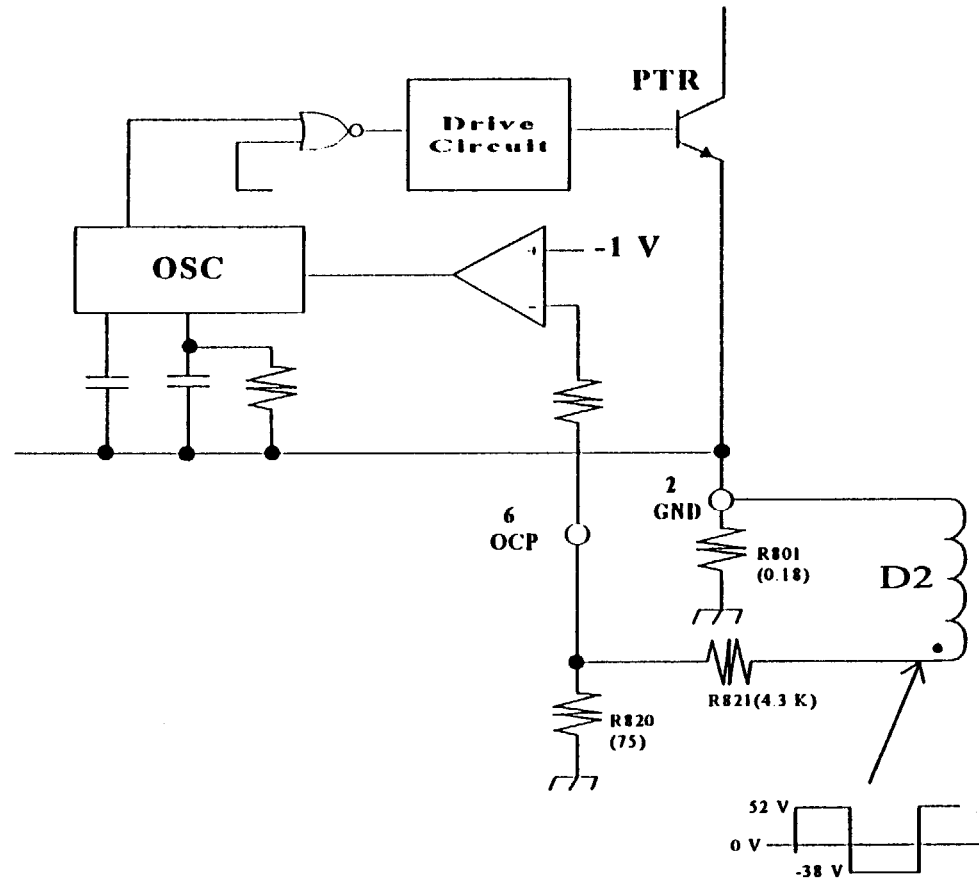 PTR
Drive
Circuit
OSC
+
-1 V
-
6
OCP
2
GND
R801
(0.18)
D2
R821(4.3 K)
R820
(75)
52 V
0 V
-38 V